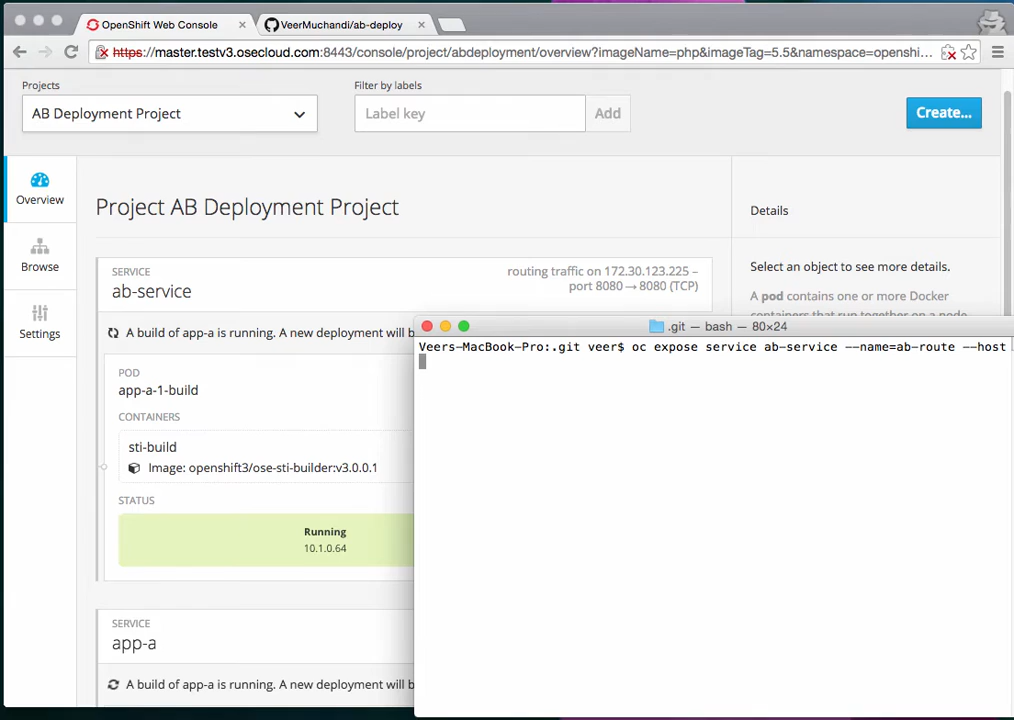 OpenShift Web Console
VeerMuchandi/ab-deploy
https://master.testv3.osecloud.com:8443/console/project/abdeployment/overview?imageName=php&imageTag=5.5&namespace=openshi...
Projects
Filter by labels
AB Deployment Project
Label key
Add
Create...
Overview
Browse
Settings
Project AB Deployment Project
SERVICE
ab-service
routing traffic on 172.30.123.225 –
port 8080 → 8080 (TCP)
A build of app-a is running. A new deployment will b
POD
app-a-1-build
CONTAINERS
sti-build
Image: openshift3/ose-sti-builder:v3.0.0.1
STATUS
Running
10.1.0.64
SERVICE
app-a
A build of app-a is running. A new deployment will b
Details
Select an object to see more details.
A pod contains one or more Docker
containers that run together on a node,
.git — bash — 80×24
Veers-MacBook-Pro:.git veer$ oc expose service ab-service --name=ab-route --host